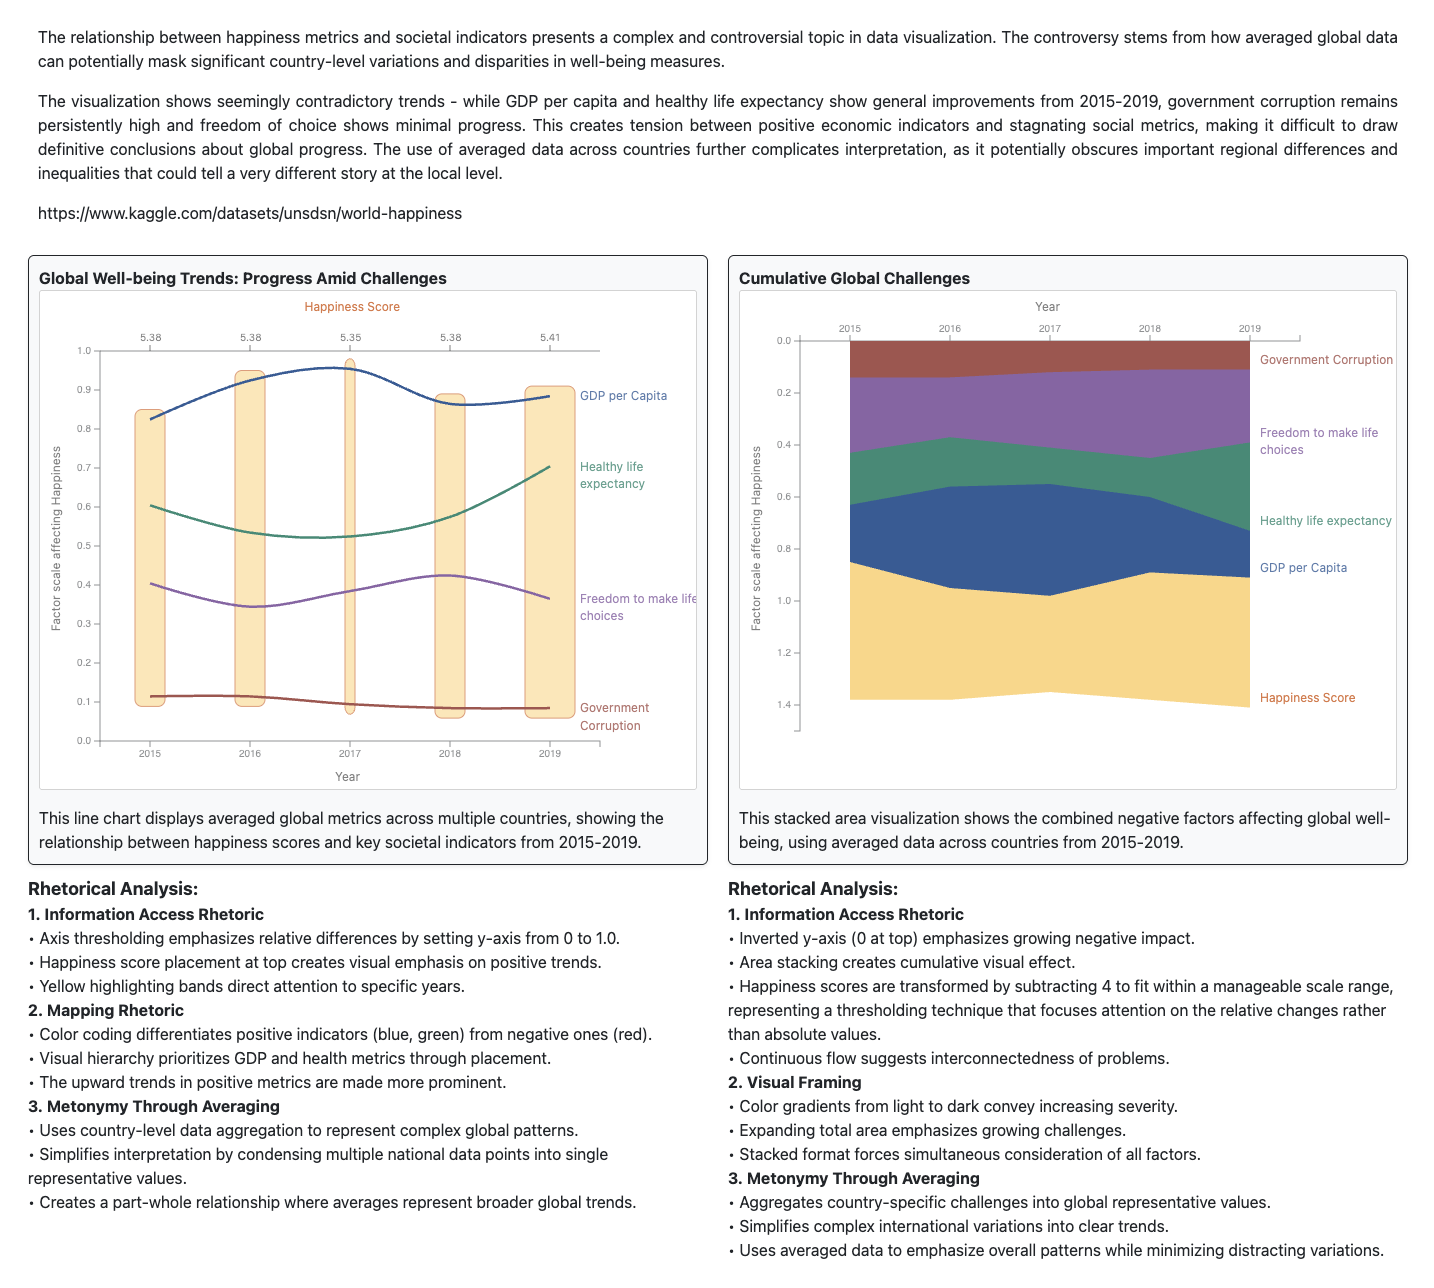 The relationship between happiness metrics and societal indicators presents a complex and controversial topic in data visualization. The controversy stems from how averaged global data
can potentially mask significant country-level variations and disparities in well-being measures.
The visualization shows seemingly contradictory trends - while GDP per capita and healthy life expectancy show general improvements from 2015-2019, government corruption remains
persistently high and freedom of choice shows minimal progress. This creates tension between positive economic indicators and stagnating social metrics, making it difficult to draw
definitive conclusions about global progress. The use of averaged data across countries further complicates interpretation, as it potentially obscures important regional differences and
inequalities that could tell a very different story at the local level.
https://www.kaggle.com/datasets/unsdsn/world-happiness
Global Well-being Trends: Progress Amid Challenges
Happiness Score
5.38 5.38 5.35 5.38 5.41
1.0
0.9
0.8
0.7
0.6
0.5
0.4
0.3
0.2
0.1
0.0
Factor scale affecting Happiness
GDP per Capita
Healthy life
expectancy
Freedom to make life
choices
Government
Corruption
2015 2016 2017 2018 2019
Year
This line chart displays averaged global metrics across multiple countries, showing the
relationship between happiness scores and key societal indicators from 2015-2019.
Rhetorical Analysis:
1. Information Access Rhetoric
• Axis thresholding emphasizes relative differences by setting y-axis from 0 to 1.0.
• Happiness score placement at top creates visual emphasis on positive trends.
• Yellow highlighting bands direct attention to specific years.
2. Mapping Rhetoric
• Color coding differentiates positive indicators (blue, green) from negative ones (red).
• Visual hierarchy prioritizes GDP and health metrics through placement.
• The upward trends in positive metrics are made more prominent.
3. Metonymy Through Averaging
• Uses country-level data aggregation to represent complex global patterns.
• Simplifies interpretation by condensing multiple national data points into single
representative values.
• Creates a part-whole relationship where averages represent broader global trends.
Cumulative Global Challenges
Year
2015 2016 2017 2018 2019
0.0
0.2
0.4
0.6
0.8
1.0
1.2
1.4
Factor scale affecting Happiness
Government Corruption
Freedom to make life
choices
Healthy life expectancy
GDP per Capita
Happiness Score
This stacked area visualization shows the combined negative factors affecting global well-
being, using averaged data across countries from 2015-2019.
Rhetorical Analysis:
1. Information Access Rhetoric
• Inverted y-axis (0 at top) emphasizes growing negative impact.
• Area stacking creates cumulative visual effect.
• Happiness scores are transformed by subtracting 4 to fit within a manageable scale range,
representing a thresholding technique that focuses attention on the relative changes rather
than absolute values.
• Continuous flow suggests interconnectedness of problems.
2. Visual Framing
• Color gradients from light to dark convey increasing severity.
• Expanding total area emphasizes growing challenges.
• Stacked format forces simultaneous consideration of all factors.
3. Metonymy Through Averaging
• Aggregates country-specific challenges into global representative values.
• Simplifies complex international variations into clear trends.
• Uses averaged data to emphasize overall patterns while minimizing distracting variations.